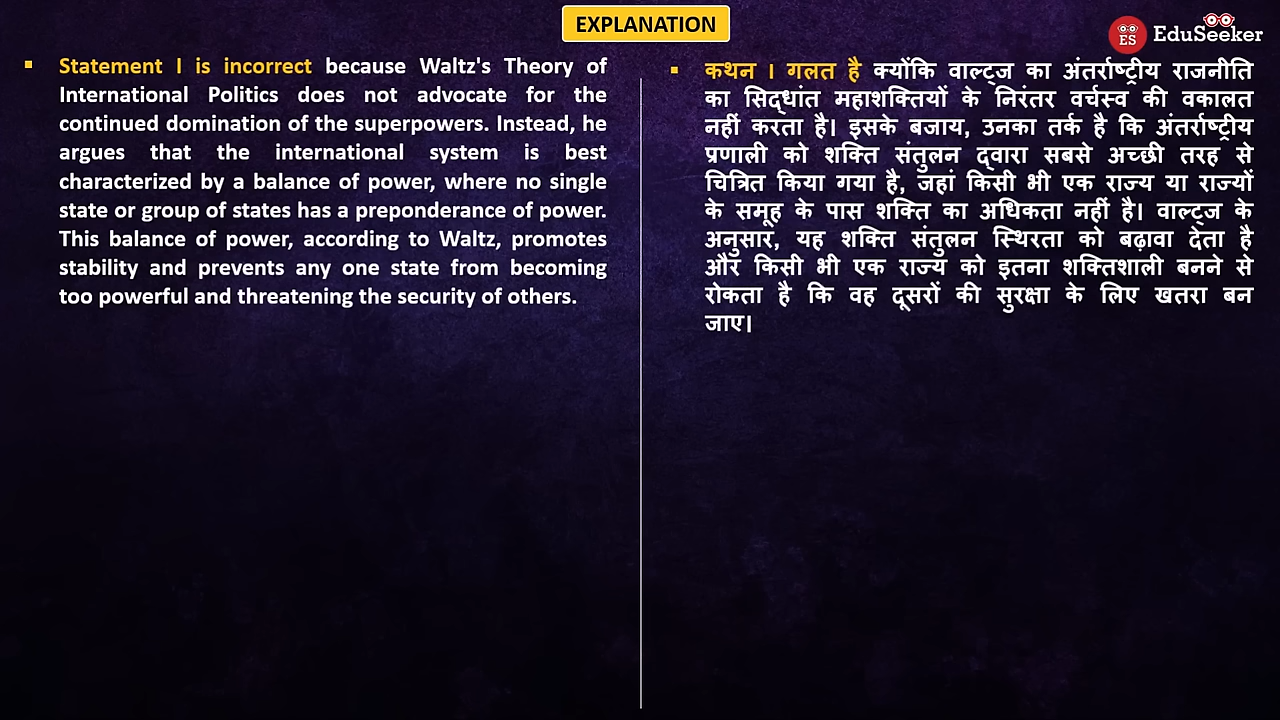 EXPLANATION
ES EduSeeker
▪ Statement I is incorrect because Waltz's Theory of
International Politics does not advocate for the
continued domination of the superpowers. Instead, he
argues that the international system is best
characterized by a balance of power, where no single
state or group of states has a preponderance of power.
This balance of power, according to Waltz, promotes
stability and prevents any one state from becoming
too powerful and threatening the security of others.
▪ कथन I गलत है क्योंकि वाल्ट्ज का अंतर्राष्ट्रीय राजनीति
का सिद्धांत महाशक्तियों के निरंतर वर्चस्व की वकालत
नहीं करता है। इसके बजाय, उनका तर्क है कि अंतर्राष्ट्रीय
प्रणाली को शक्ति संतुलन द्वारा सबसे अच्छी तरह से
चित्रित किया गया है, जहां किसी भी एक राज्य या राज्यों
के समूह के पास शक्ति का अधिकता नहीं है। वाल्ट्ज के
अनुसार, यह शक्ति संतुलन स्थिरता को बढ़ावा देता है
और किसी भी एक राज्य को इतना शक्तिशाली बनने से
रोकता है कि वह दूसरों की सुरक्षा के लिए खतरा बन
जाए।